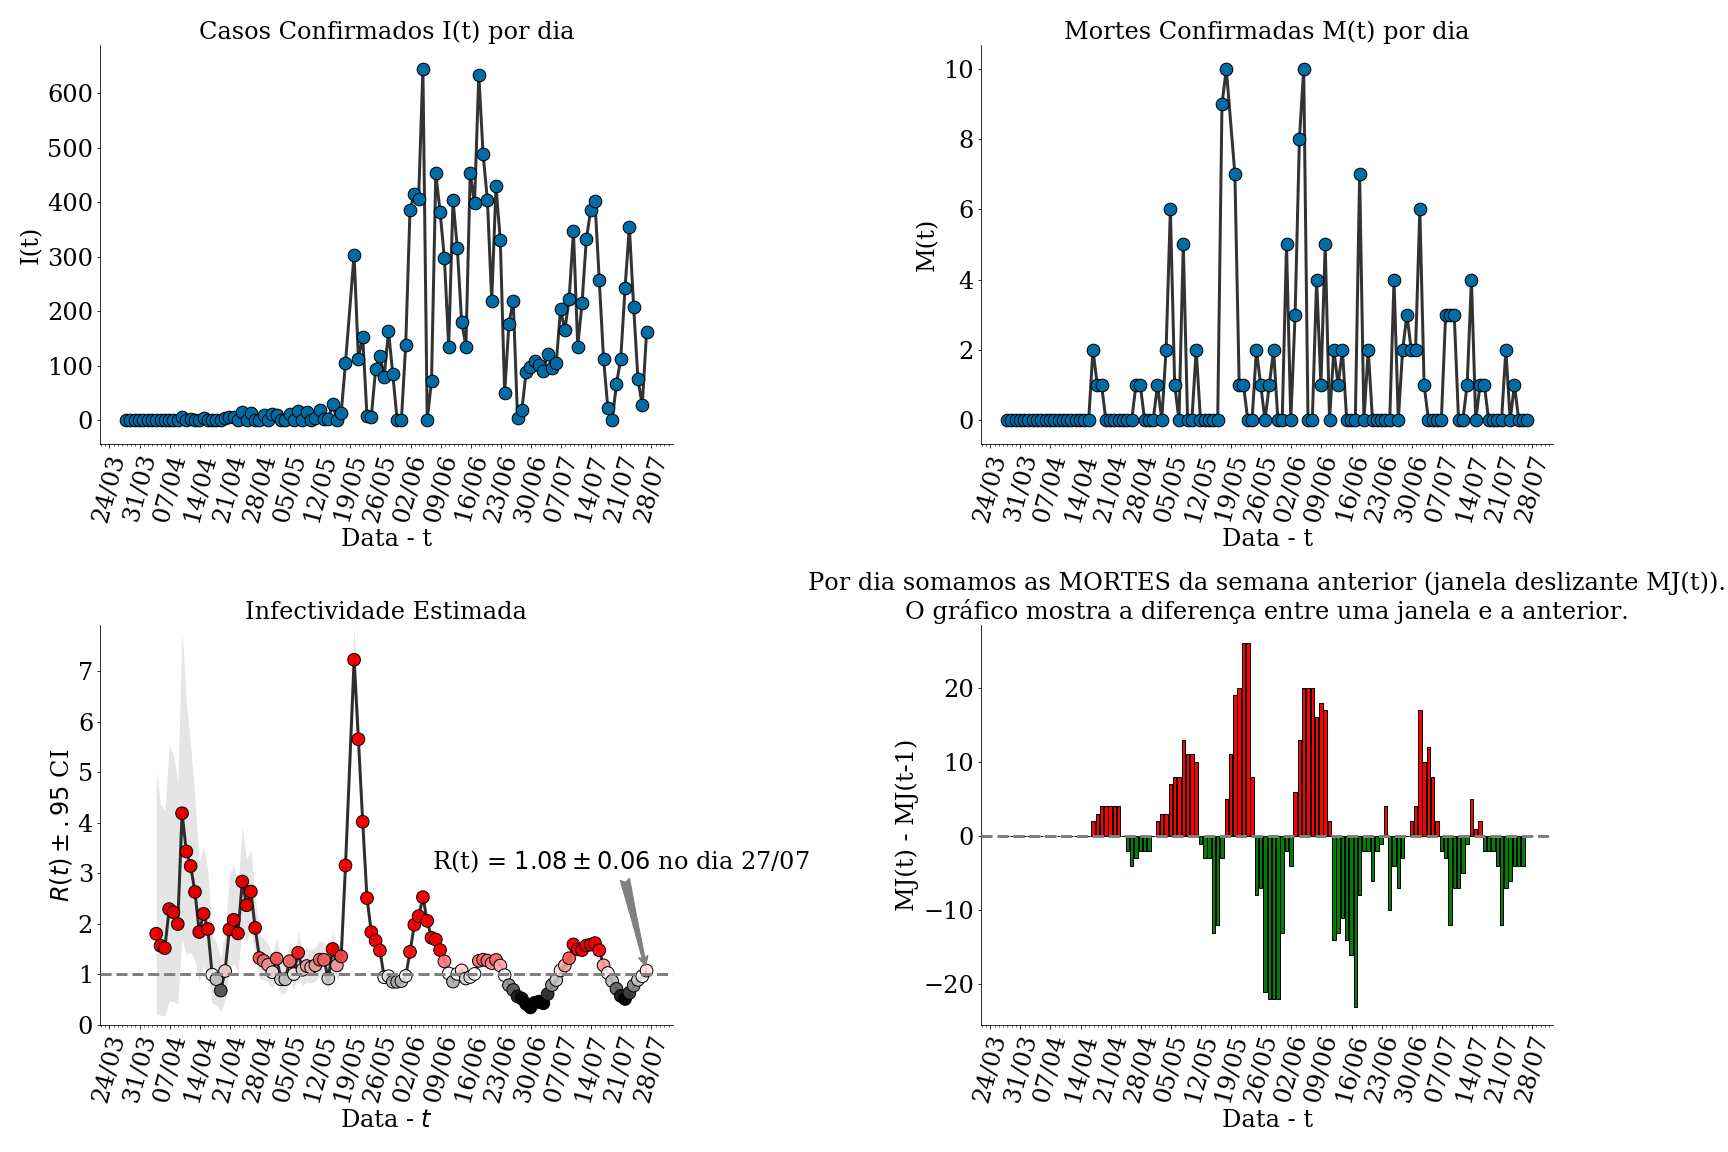 Casos Confirmados I(t) por dia
I(t)
600
500
400
300
200
100
0
24/03 31/03 07/04 14/04 21/04 28/04 05/05 12/05 19/05 26/05 02/06 09/06 16/06 23/06 30/06 07/07 14/07 21/07 28/07
Data - t
Mortes Confirmadas M(t) por dia
M(t)
10
8
6
4
2
0
24/03 31/03 07/04 14/04 21/04 28/04 05/05 12/05 19/05 26/05 02/06 09/06 16/06 23/06 30/06 07/07 14/07 21/07 28/07
Data - t
Infectividade Estimada
R(t) ± .95 CI
7
6
5
4
3
2
1
0
R(t) = 1.08 ± 0.06 no dia 27/07
24/03 31/03 07/04 14/04 21/04 28/04 05/05 12/05 19/05 26/05 02/06 09/06 16/06 23/06 30/06 07/07 14/07 21/07 28/07
Data - t
Por dia somamos as MORTES da semana anterior (janela deslizante MJ(t)).
O gráfico mostra a diferença entre uma janela e a anterior.
MJ(t) - MJ(t-1)
20
10
0
−10
−20
24/03 31/03 07/04 14/04 21/04 28/04 05/05 12/05 19/05 26/05 02/06 09/06 16/06 23/06 30/06 07/07 14/07 21/07 28/07
Data - t